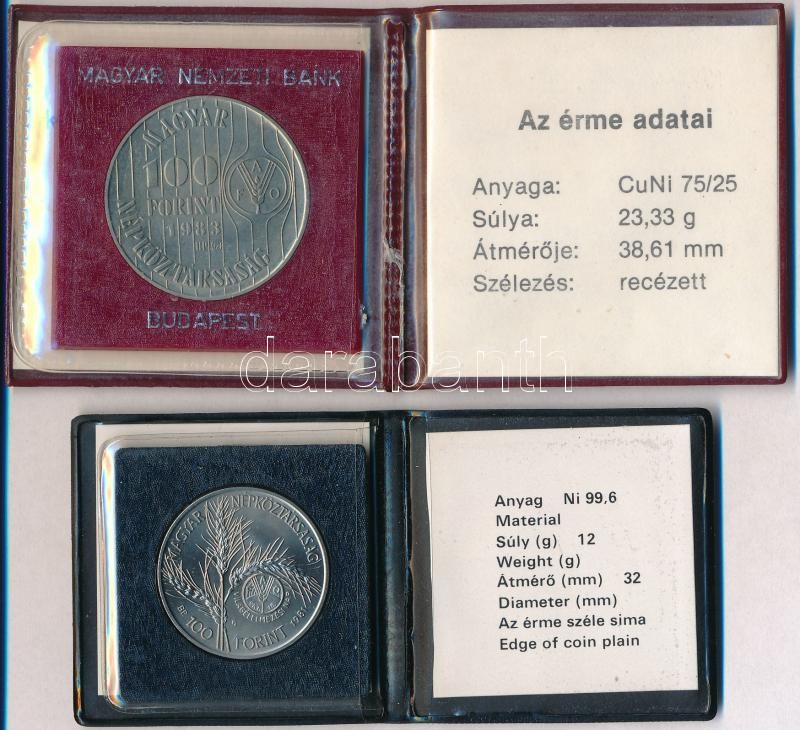 MAGYAR NEMZETI BANK
MAGYAR
100
FORINT
1983
BP.
F A O
NÉPKÖZTÁRSASÁG
BUDAPEST
Az érme adatai
Anyaga: CuNi 75/25
Súlya: 23,33 g
Átmérője: 38,61 mm
Szélezés: recézett
darabanth
MAGYAR NÉPKÖZTÁRSASÁG
F A O
BP. 100 FORINT 1981
Anyag Ni 99,6
Material
Súly (g) 12
Weight (g)
Átmérő (mm) 32
Diameter (mm)
Az érme széle sima
Edge of coin plain